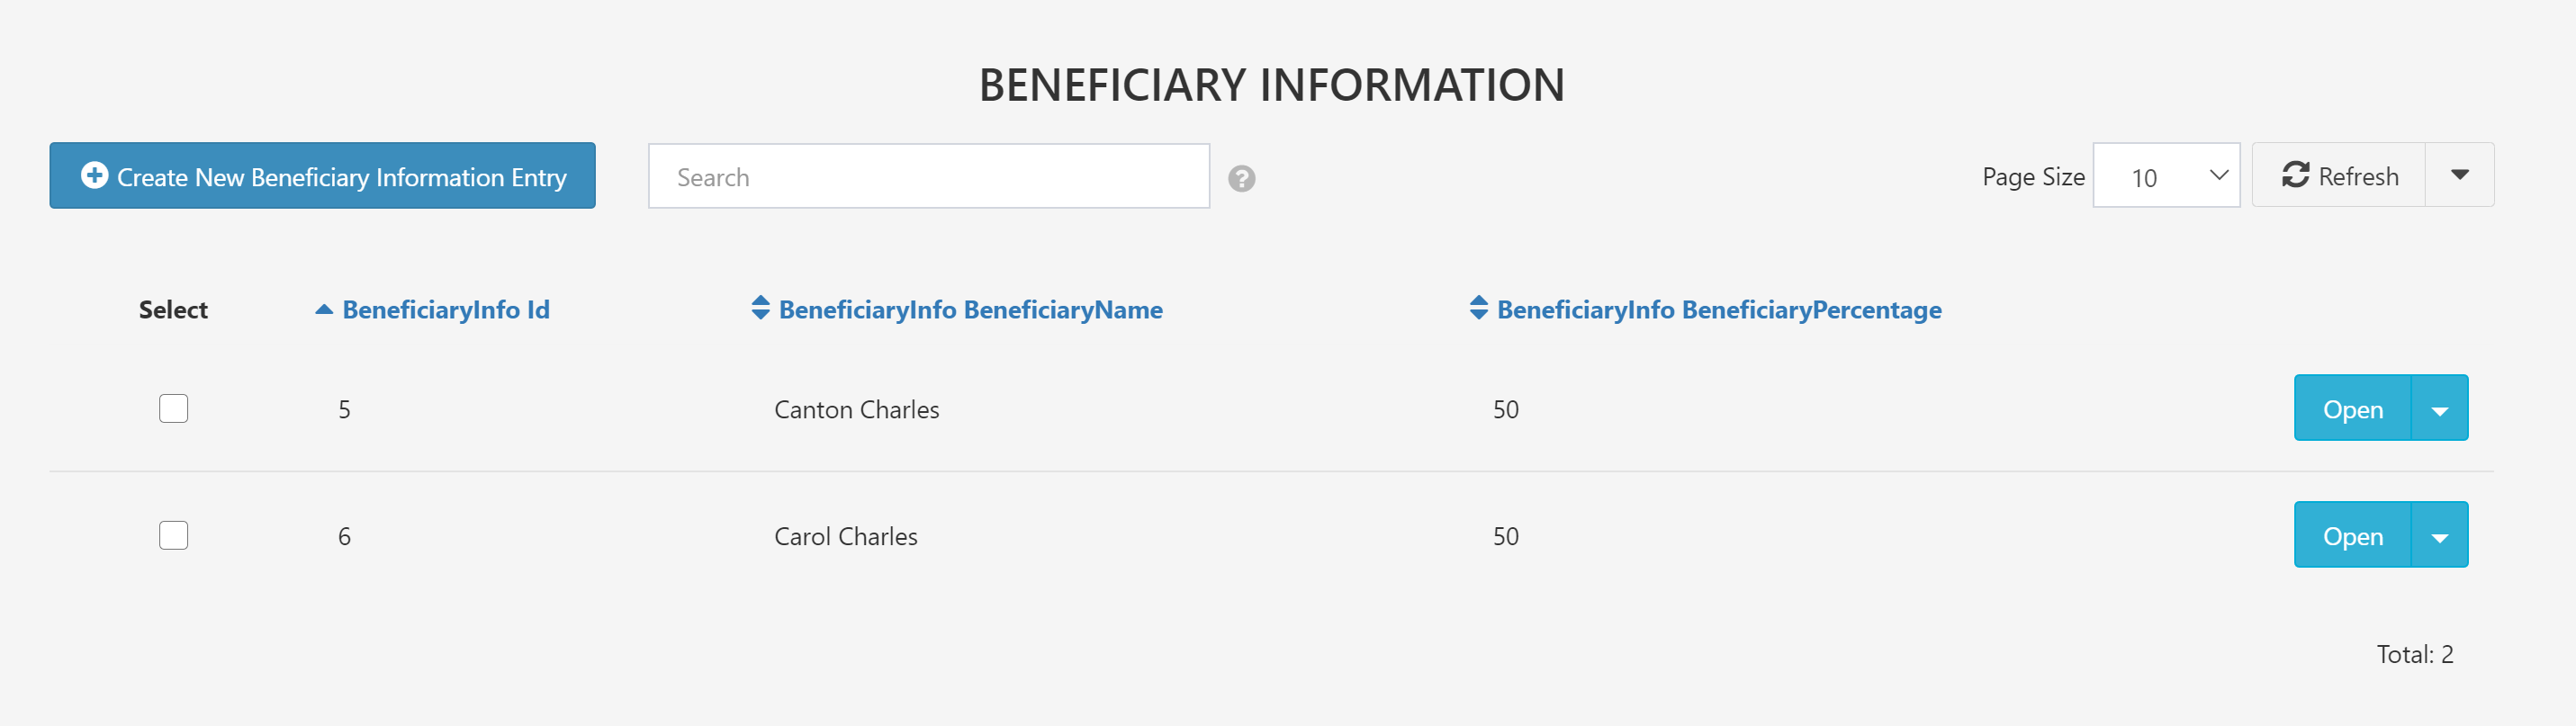 BENEFICIARY INFORMATION
Create New Beneficiary Information Entry Search Page Size 10 Refresh
Select BeneficiaryInfo Id BeneficiaryInfo BeneficiaryName BeneficiaryInfo BeneficiaryPercentage
5 Canton Charles 50 Open
6 Carol Charles 50 Open
Total: 2